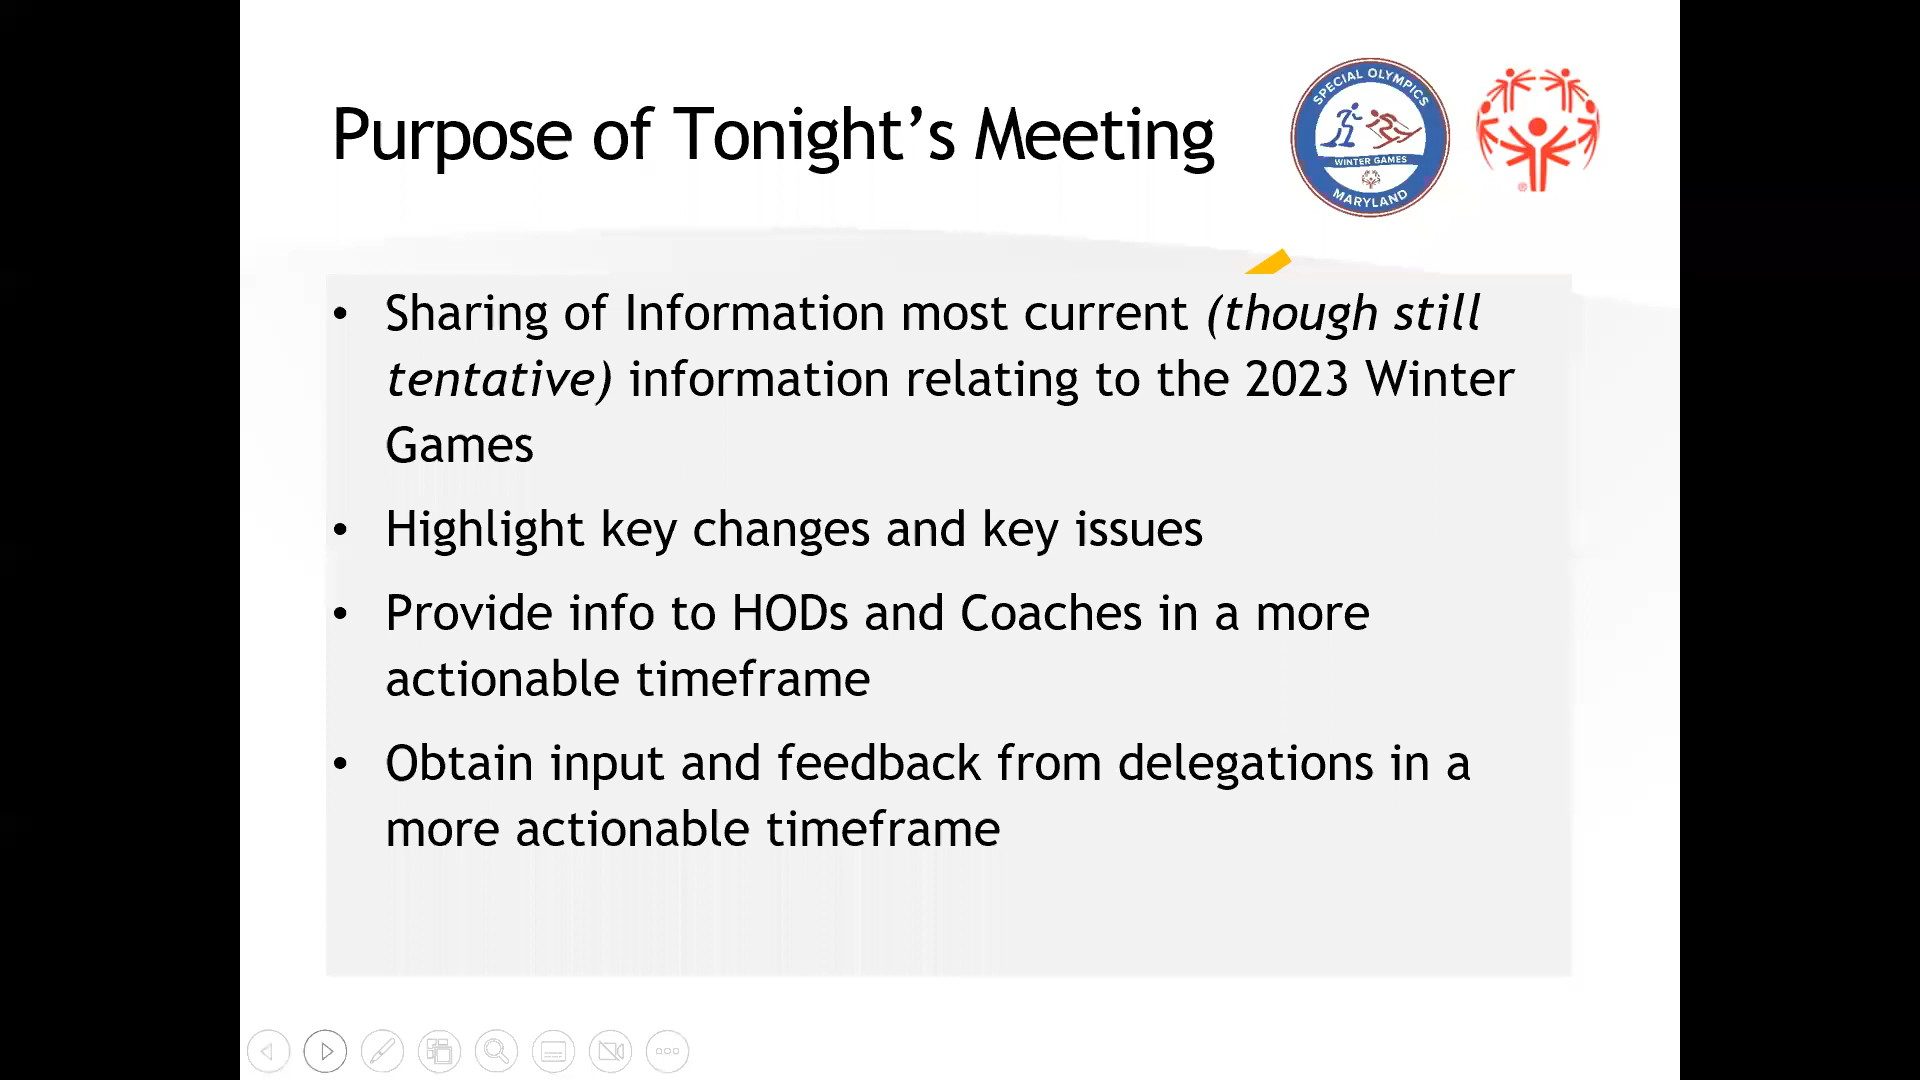 Purpose of Tonight’s Meeting
SPECIAL OLYMPICS
WINTER GAMES
MARYLAND
®
• Sharing of Information most current (though still
tentative) information relating to the 2023 Winter
Games
• Highlight key changes and key issues
• Provide info to HODs and Coaches in a more
actionable timeframe
• Obtain input and feedback from delegations in a
more actionable timeframe